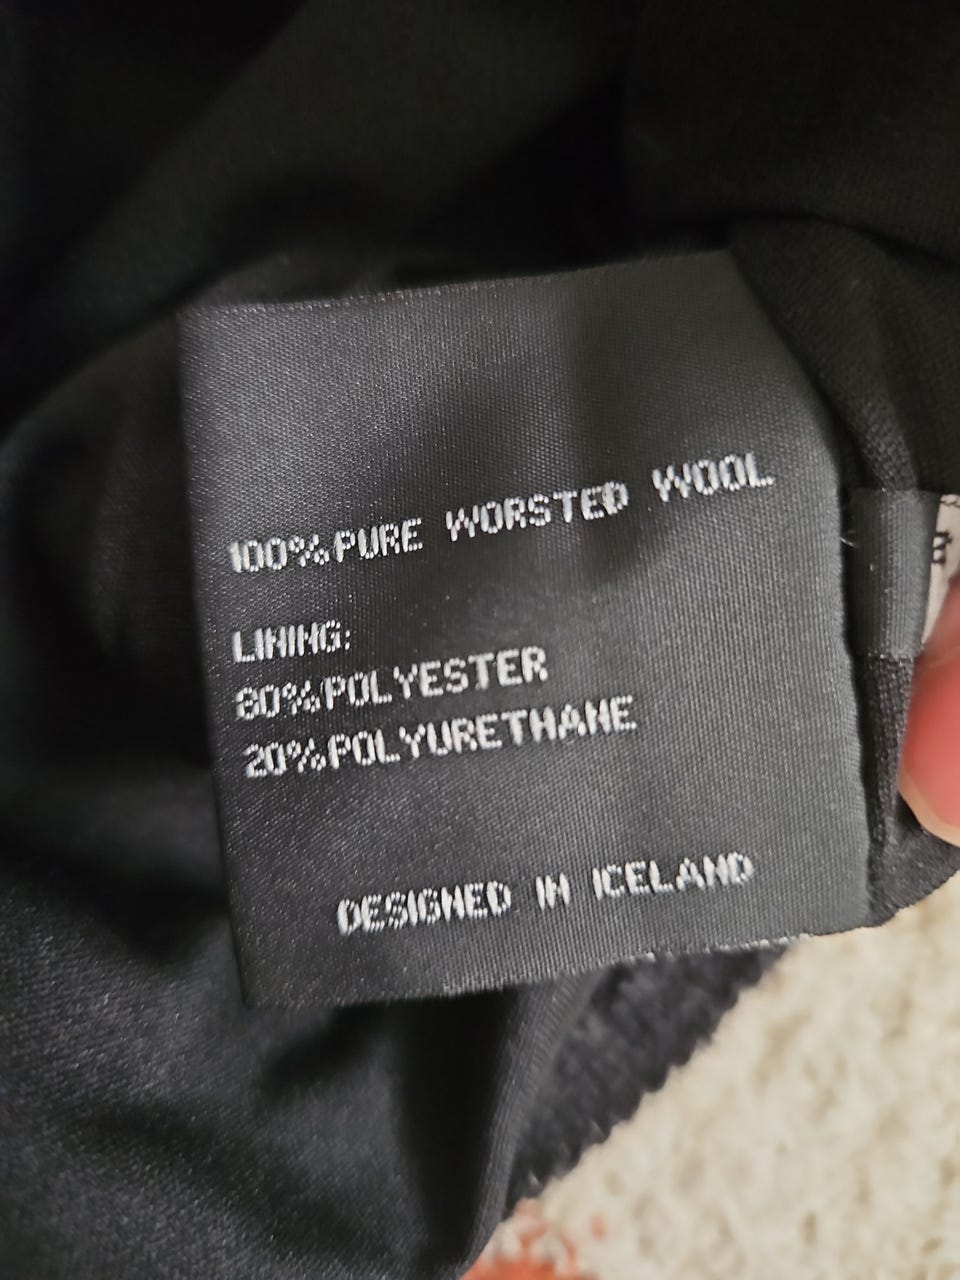 100%PURE WORSTED WOOL
LINING:
80%POLYESTER
20%POLYURETHANE
DESIGNED IN ICELAND